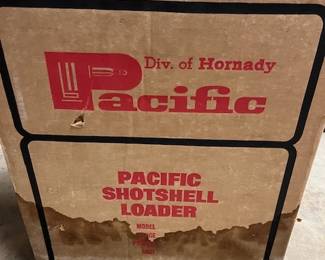 Div. of Hornady
Pacific
PACIFIC
SHOTSHELL
LOADER
MODEL